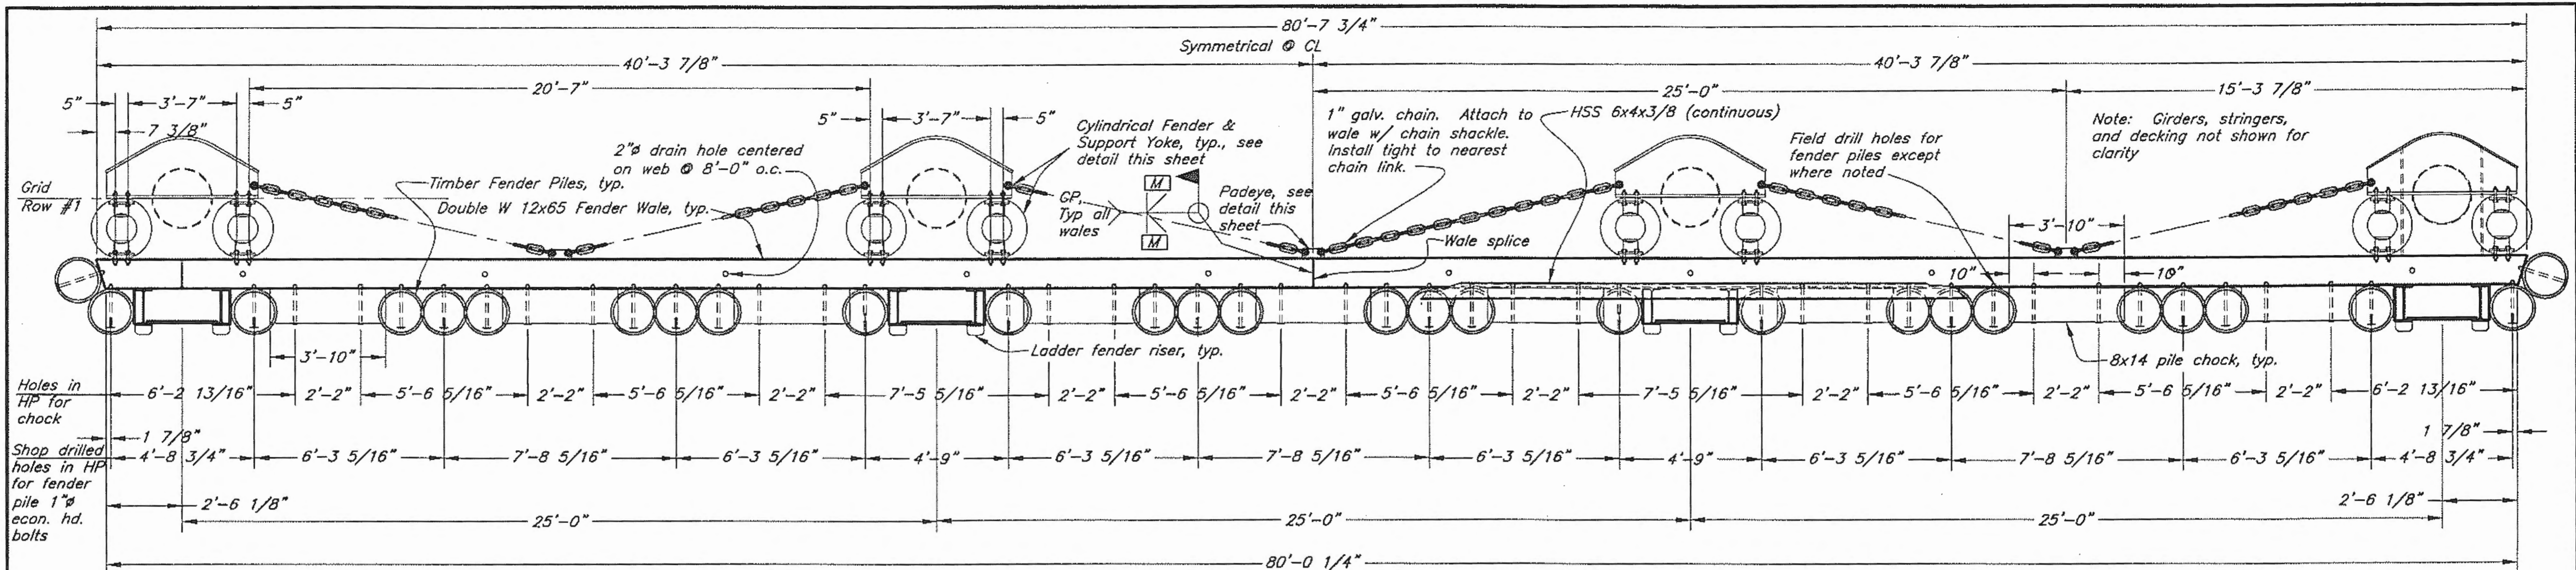 80'-7 3/4"
Symmetrical @ CL
40'-3 7/8"
40'-3 7/8"
20'-7"
25'-0"
15'-3 7/8"
5"
3'-7"
5"
7 3/8"
5"
3'-7"
5"
2"ø drain hole centered
on web @ 8'-0" o.c.
Cylindrical Fender &
Support Yoke, typ., see
detail this sheet
1" galv. chain. Attach to
wale w/ chain shackle.
Install tight to nearest
chain link.
HSS 6x4x3/8 (continuous)
Field drill holes for
fender piles except
where noted
Note: Girders, stringers,
and decking not shown for
clarity
Grid
Row #1
Timber Fender Piles, typ.
Double W 12x65 Fender Wale, typ.
GP,
Typ all
wales
M
M
Padeye, see
detail this
sheet
Wale splice
3'-10"
10"
10"
3'-10"
Ladder fender riser, typ.
8x14 pile chock, typ.
Holes in
HP for
chock
6'-2 13/16"
2'-2"
5'-6 5/16"
2'-2"
5'-6 5/16"
2'-2"
7'-5 5/16"
2'-2"
5'-6 5/16"
2'-2"
5'-6 5/16"
2'-2"
7'-5 5/16"
2'-2"
5'-6 5/16"
2'-2"
5'-6 5/16"
2'-2"
6'-2 13/16"
1 7/8"
1 7/8"
Shop drilled
holes in HP
for fender
pile 1"ø
econ. hd.
bolts
4'-8 3/4"
6'-3 5/16"
7'-8 5/16"
6'-3 5/16"
4'-9"
6'-3 5/16"
7'-8 5/16"
6'-3 5/16"
4'-9"
6'-3 5/16"
7'-8 5/16"
6'-3 5/16"
4'-8 3/4"
2'-6 1/8"
2'-6 1/8"
25'-0"
25'-0"
25'-0"
80'-0 1/4"